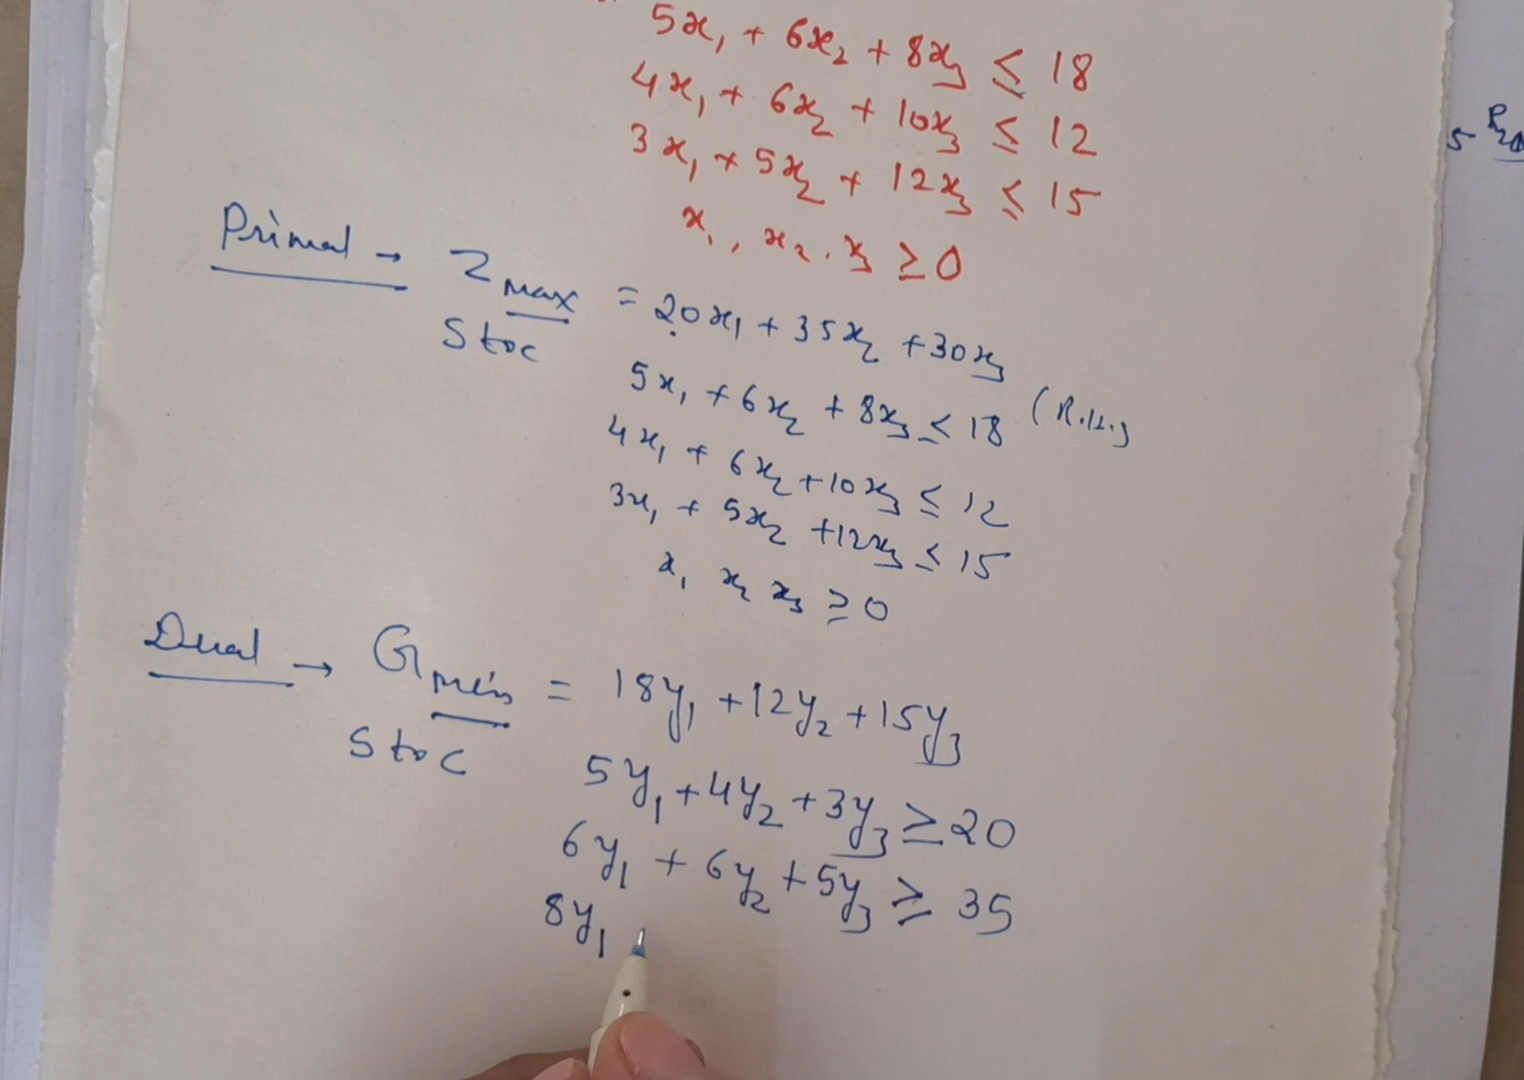 5x₁ + 6x₂ + 8x₃ ≤ 18
4x₁ + 6x₂ + 10x₃ ≤ 12
3x₁ + 5x₂ + 12x₃ ≤ 15
x₁, x₂, x₃ ≥ 0
Primal → Zmax = 20x₁ + 35x₂ + 30x₃
S to C
5x₁ + 6x₂ + 8x₃ ≤ 18 (R.H.S
4x₁ + 6x₂ + 10x₃ ≤ 12
3x₁ + 5x₂ + 12x₃ ≤ 15
x₁ x₂ x₃ ≥ 0
Dual → Gmin = 18y₁ + 12y₂ + 15y₃
S to C
5y₁ + 4y₂ + 3y₃ ≥ 20
6y₁ + 6y₂ + 5y₃ ≥ 35
8y₁